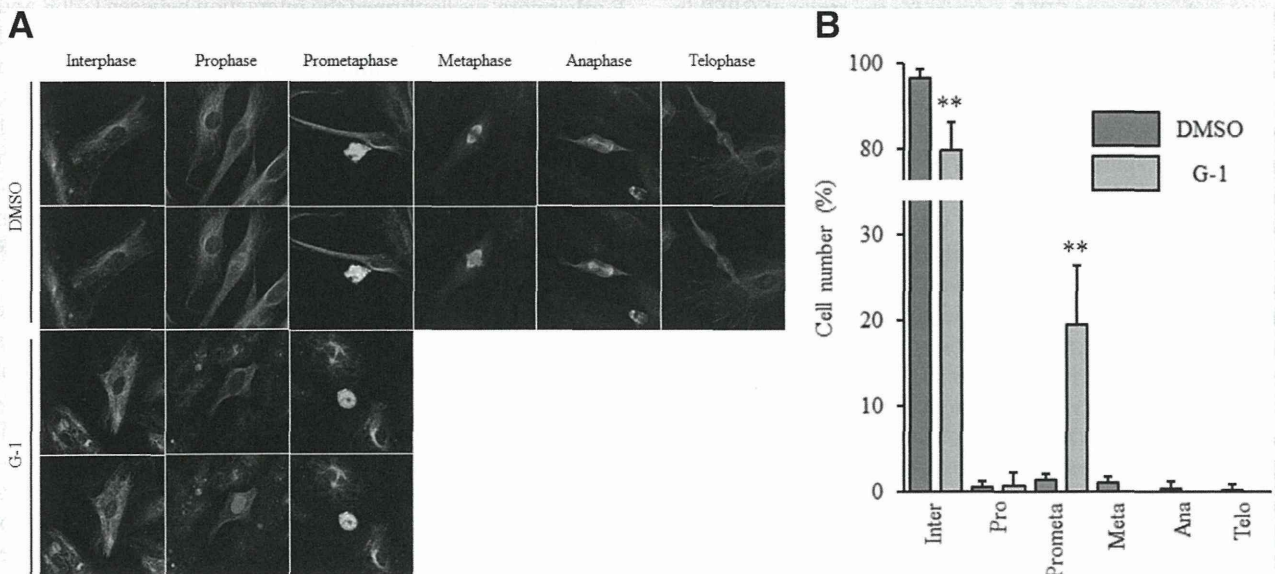 A
Interphase Prophase Prometaphase Metaphase Anaphase Telophase
DMSO
G-1
B
Cell number (%)
100
80
30
20
10
0
**
**
DMSO
G-1
Inter Pro Prometa Meta Ana Telo